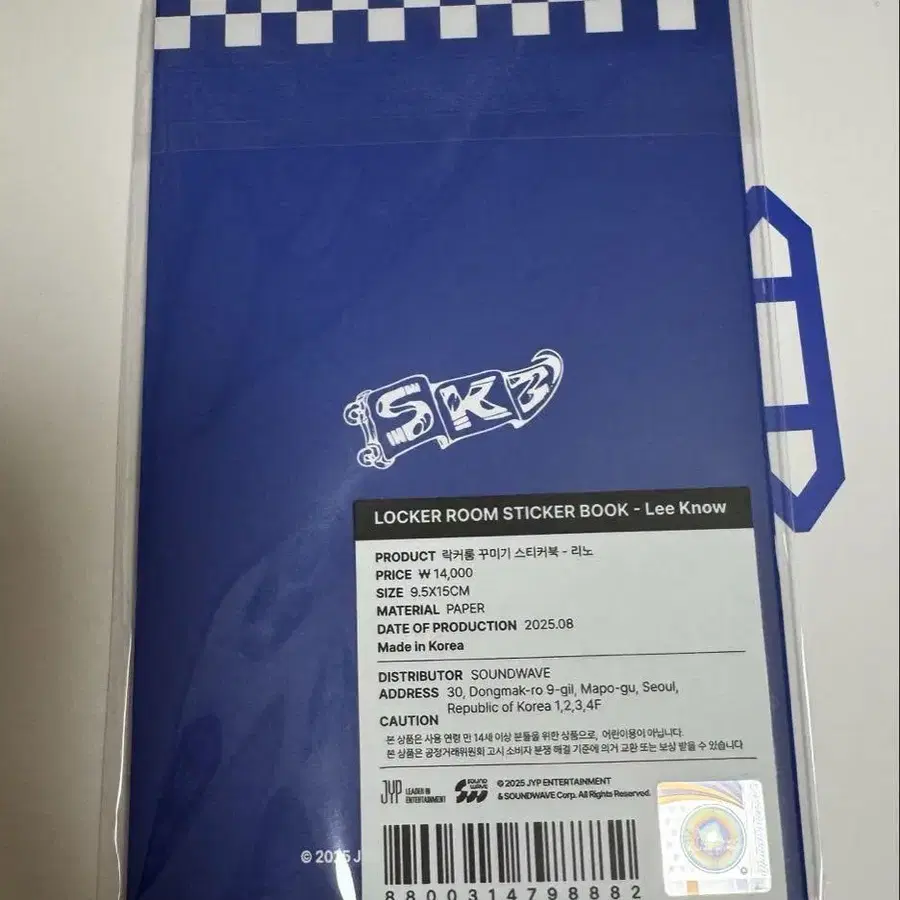 SKZ
LOCKER ROOM STICKER BOOK - Lee Know
PRODUCT 락커룸 꾸미기 스티커북 - 리노
PRICE ₩ 14,000
SIZE 9.5X15CM
MATERIAL PAPER
DATE OF PRODUCTION 2025.08
Made in Korea
DISTRIBUTOR SOUNDWAVE
ADDRESS 30, Dongmak-ro 9-gil, Mapo-gu, Seoul,
Republic of Korea 1,2,3,4F
CAUTION
본 상품은 사용 연령 만 14세 이상 분들을 위한 상품으로, 어린이용이 아닙니다.
본 상품은 공정거래위원회 고시 소비자 분쟁 해결 기준에 의거 교환 또는 보상 받을 수 있습니다
JYP LEADER IN
ENTERTAINMENT
SOUND
WAVE
© 2025 JYP ENTERTAINMENT
& SOUNDWAVE Corp. All Rights Reserved.
© 2025 JY
8800314798882